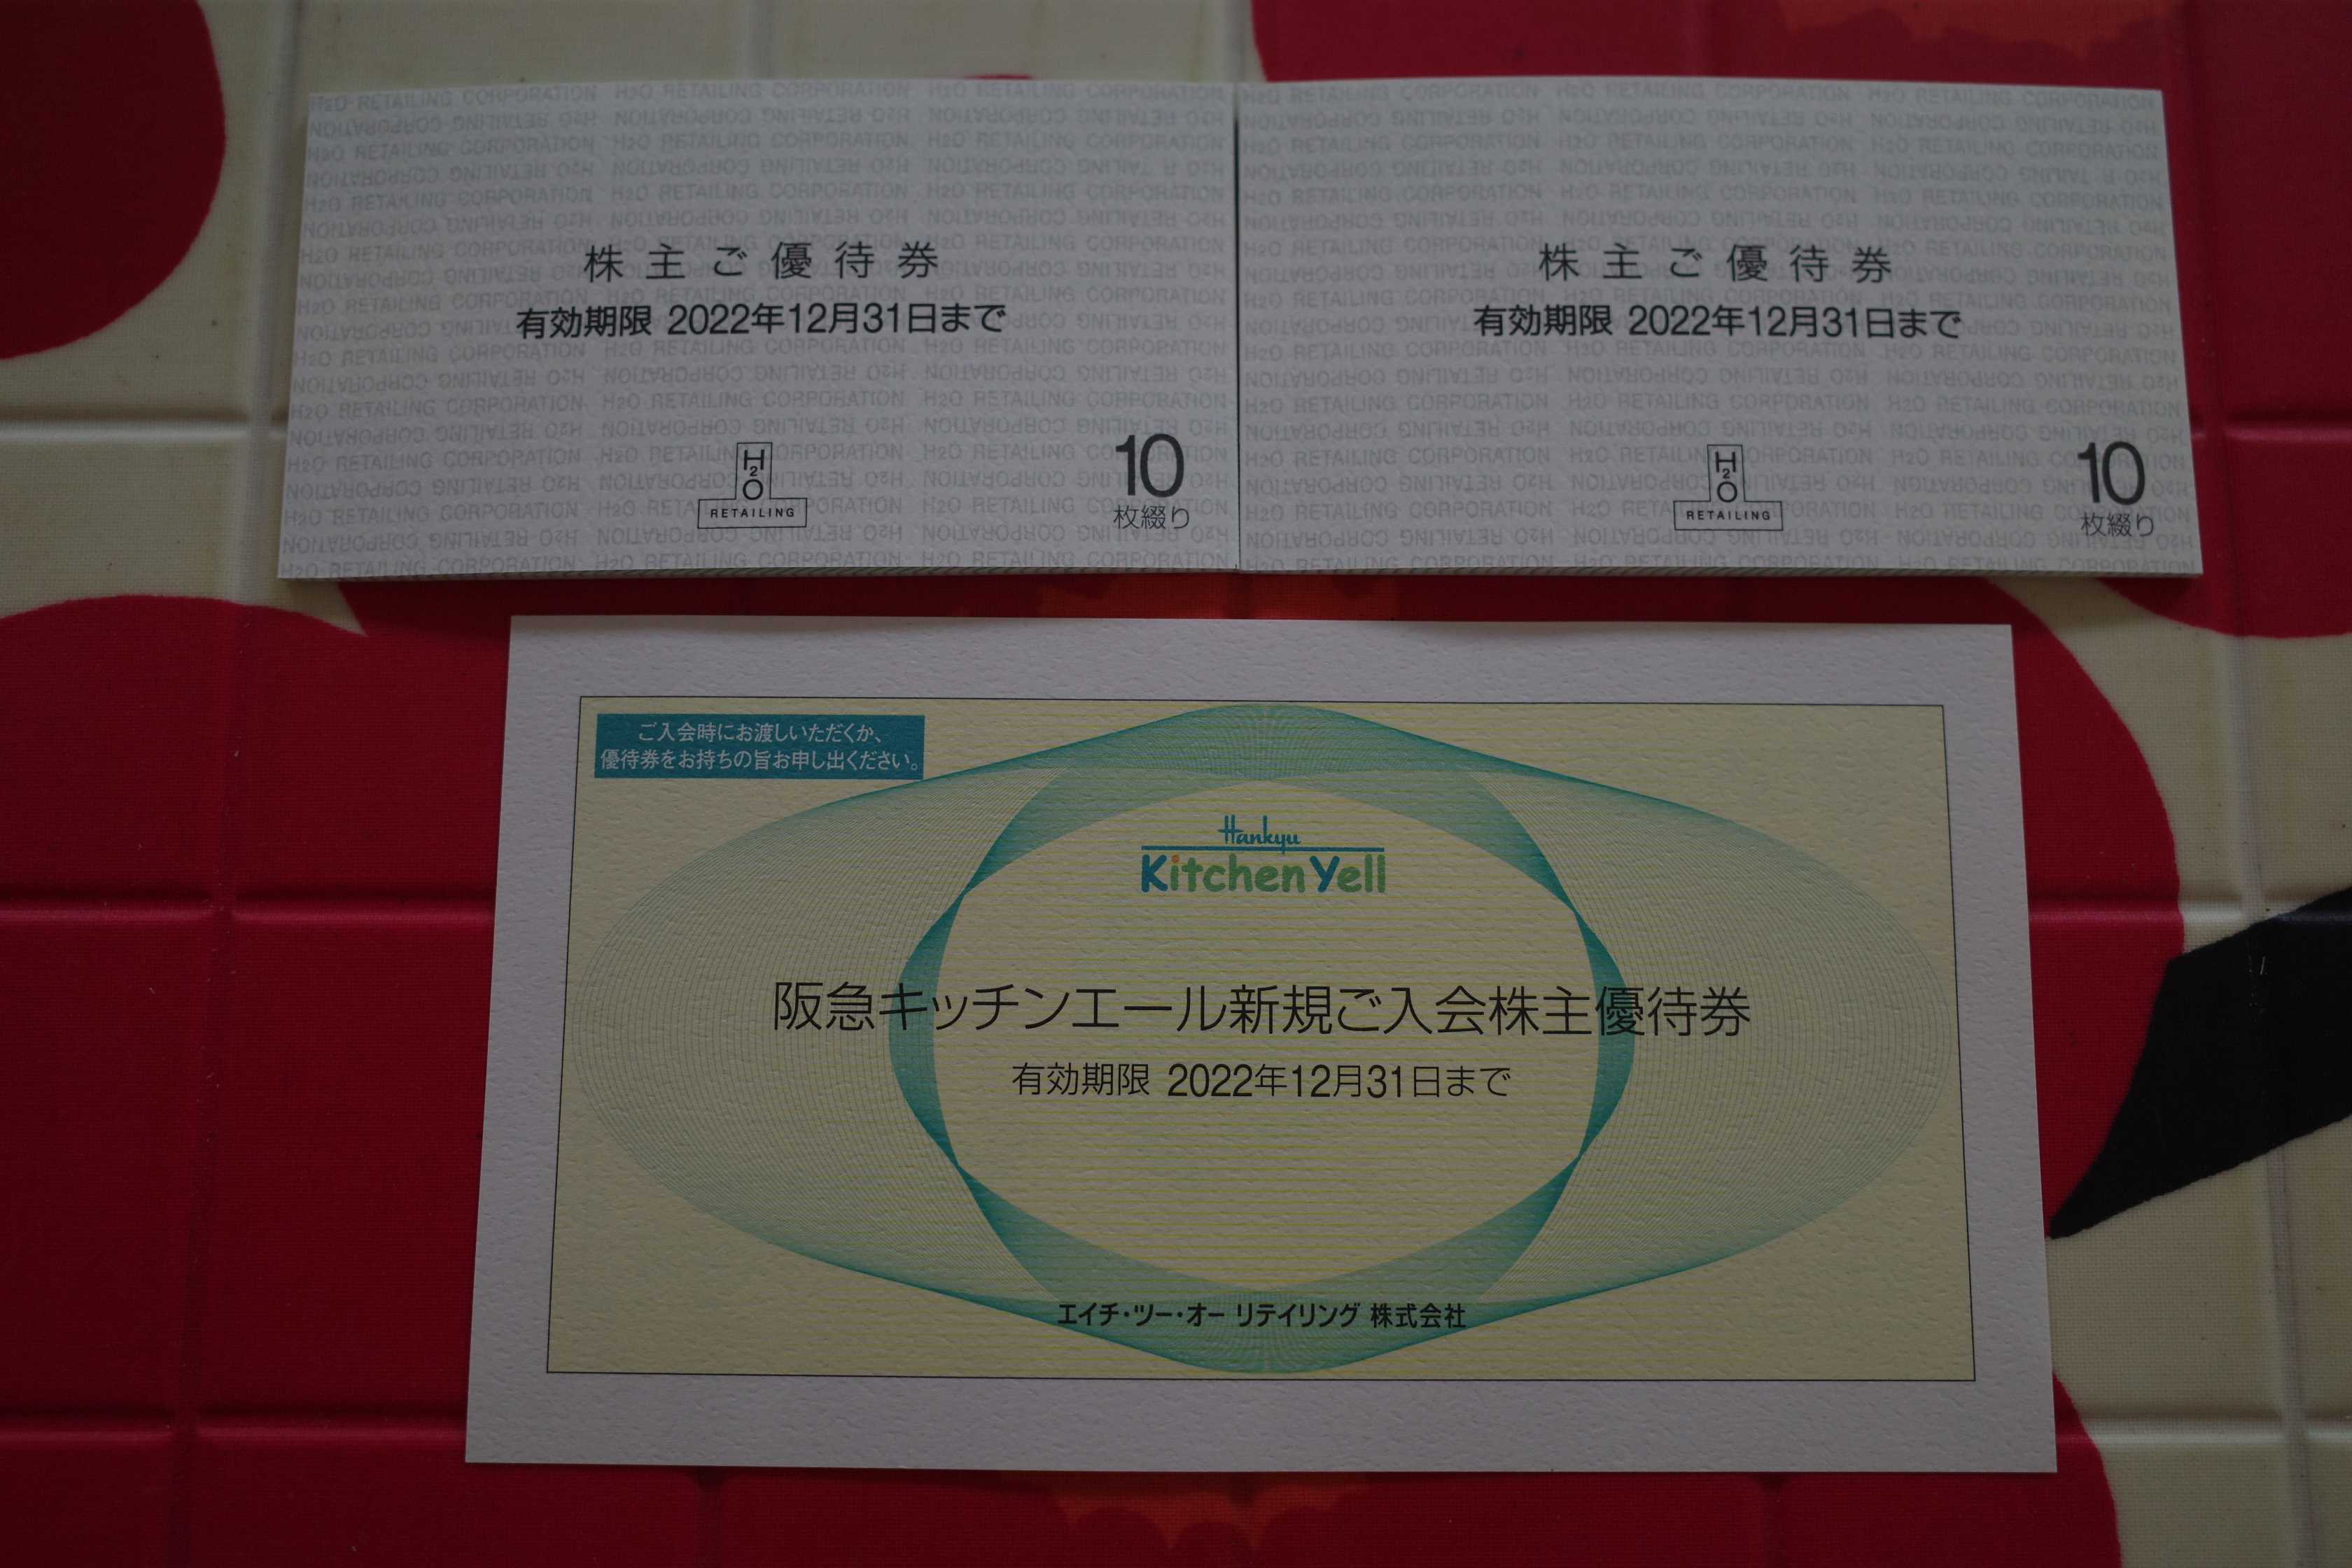 株主ご優待券
有効期限 2022年12月31日まで
H2O
RETAILING
10
枚綴り
株主ご優待券
有効期限 2022年12月31日まで
H2O
RETAILING
10
枚綴り
ご入会時にお渡しいただくか、
優待券をお持ちの旨お申し出ください。
Hankyu
Kitchen Yell
阪急キッチンエール新規ご入会株主優待券
有効期限 2022年12月31日まで
エイチ・ツー・オー リテイリング 株式会社